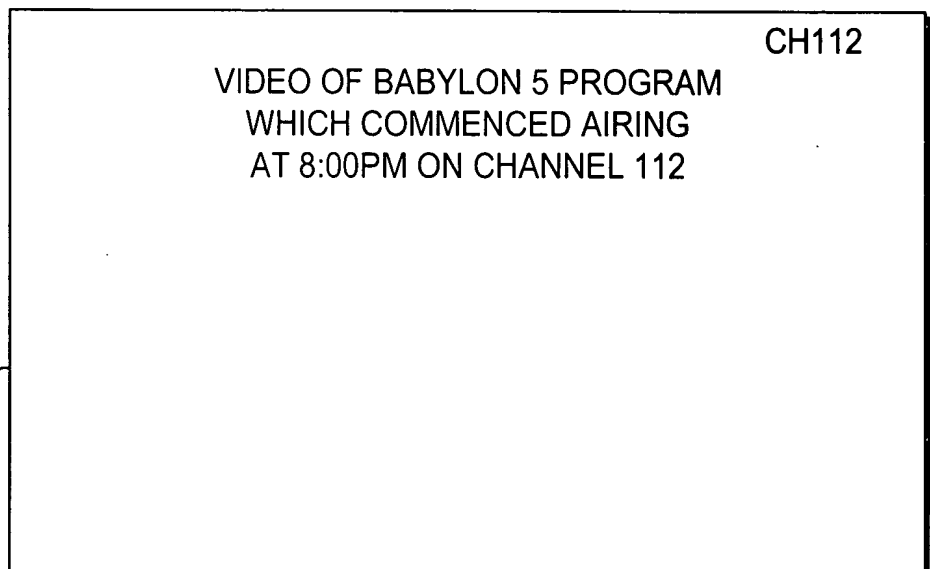 CH112
VIDEO OF BABYLON 5 PROGRAM
WHICH COMMENCED AIRING
AT 8:00PM ON CHANNEL 112